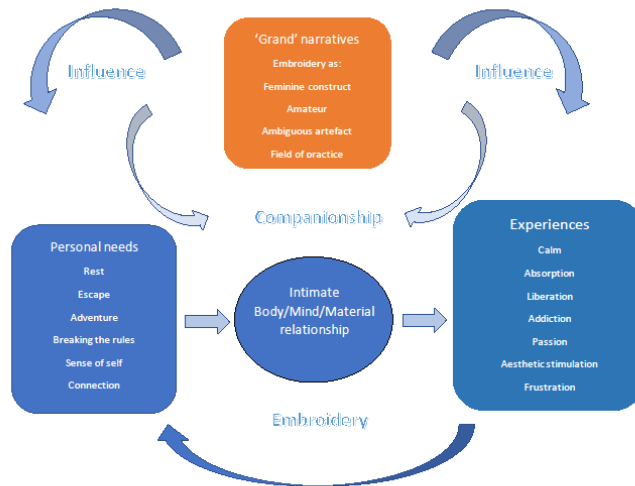 'Grand' narratives
Embroidery as:
Feminine construct
Amateur
Ambiguous artefact
Field of practice
Influence
Influence
Companionship
Personal needs
Rest
Escape
Adventure
Breaking the rules
Sense of self
Connection
Intimate
Body/Mind/Material
relationship
Experiences
Calm
Absorption
Liberation
Addiction
Passion
Aesthetic stimulation
Frustration
Embroidery